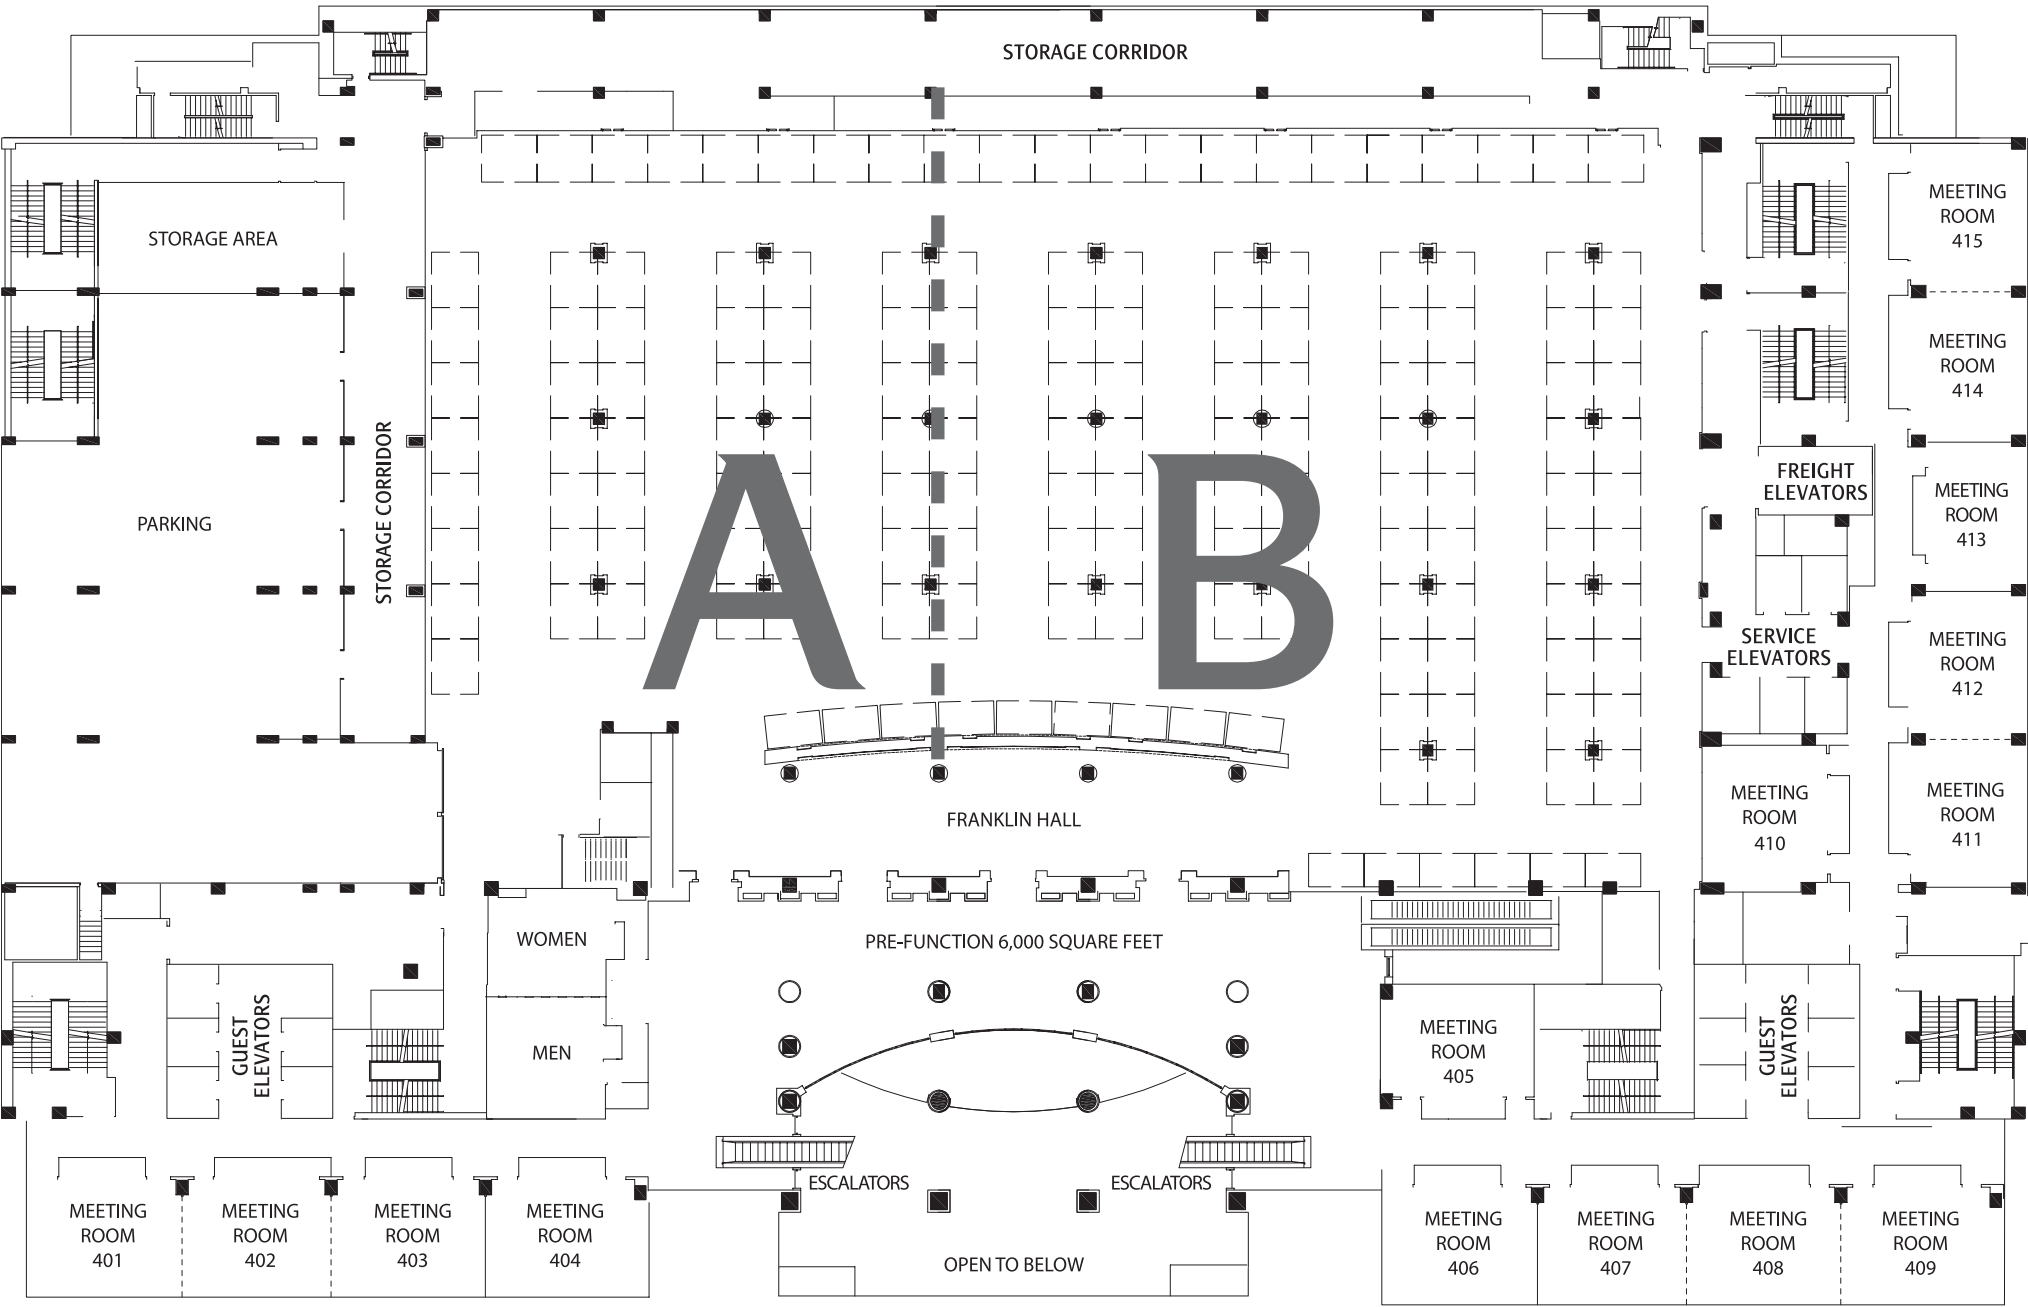 STORAGE CORRIDOR
MEETING
ROOM
415
STORAGE AREA
MEETING
ROOM
414
STORAGE CORRIDOR
PARKING
A B
FREIGHT
ELEVATORS
MEETING
ROOM
413
SERVICE
ELEVATORS
MEETING
ROOM
412
MEETING
ROOM
410
MEETING
ROOM
411
FRANKLIN HALL
WOMEN
PRE-FUNCTION 6,000 SQUARE FEET
GUEST
ELEVATORS
MEN
MEETING
ROOM
405
GUEST
ELEVATORS
ESCALATORS
ESCALATORS
MEETING
ROOM
401
MEETING
ROOM
402
MEETING
ROOM
403
MEETING
ROOM
404
OPEN TO BELOW
MEETING
ROOM
406
MEETING
ROOM
407
MEETING
ROOM
408
MEETING
ROOM
409